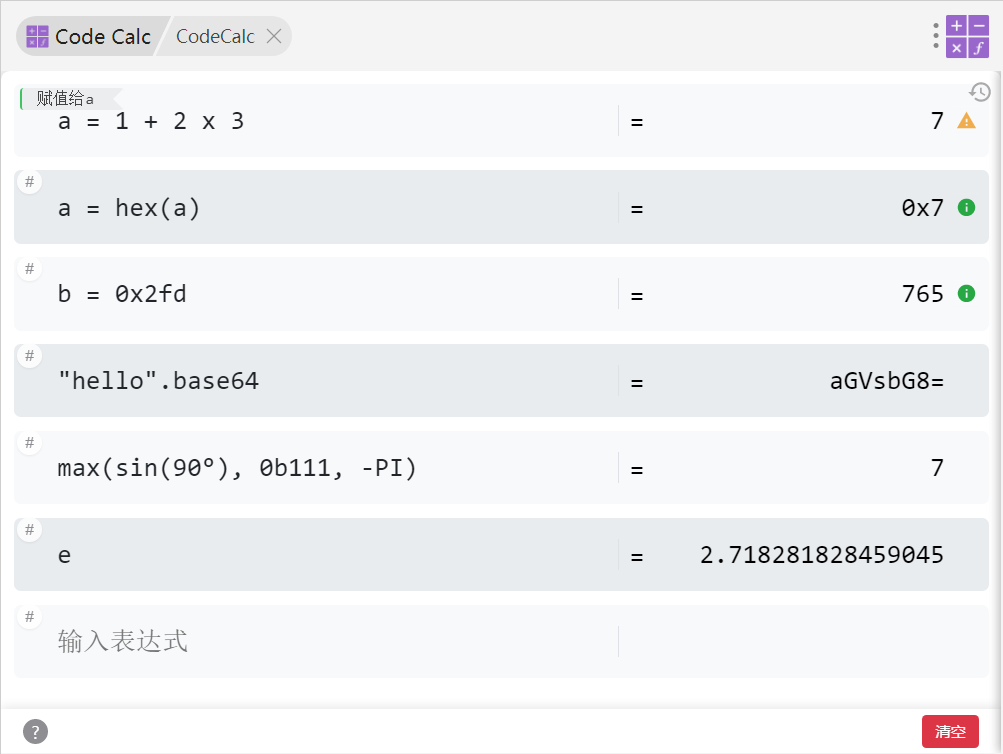 Code Calc CodeCalc
赋值给a
a = 1 + 2 x 3 = 7
# 
a = hex(a) = 0x7
#
b = 0x2fd = 765
#
"hello".base64 = aGVsbG8=
#
max(sin(90°), 0b111, -PI) = 7
#
e = 2.718281828459045
#
输入表达式
? 清空